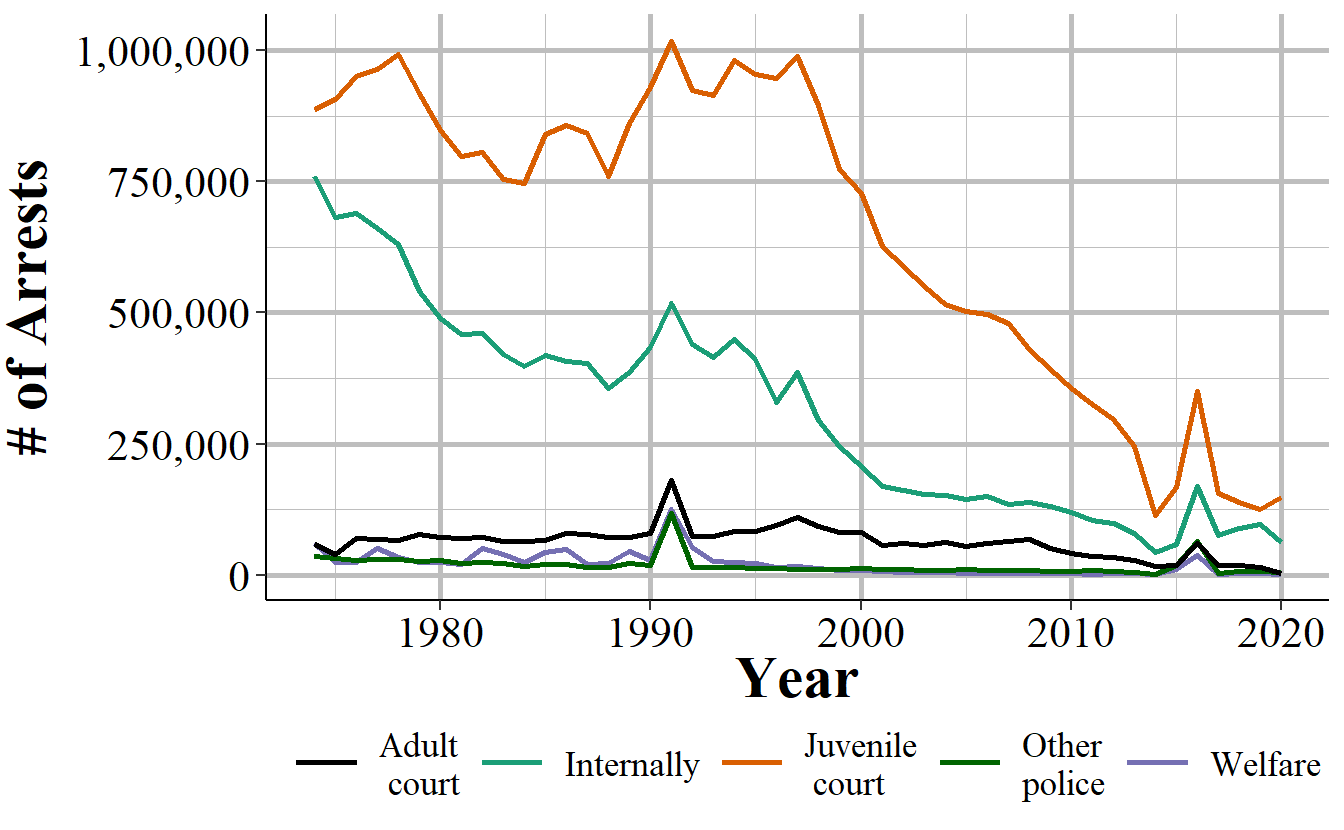 # of Arrests
1,000,000
750,000
500,000
250,000
0
1980 1990 2000 2010 2020
Year
Adult court
Internally
Juvenile court
Other police
Welfare